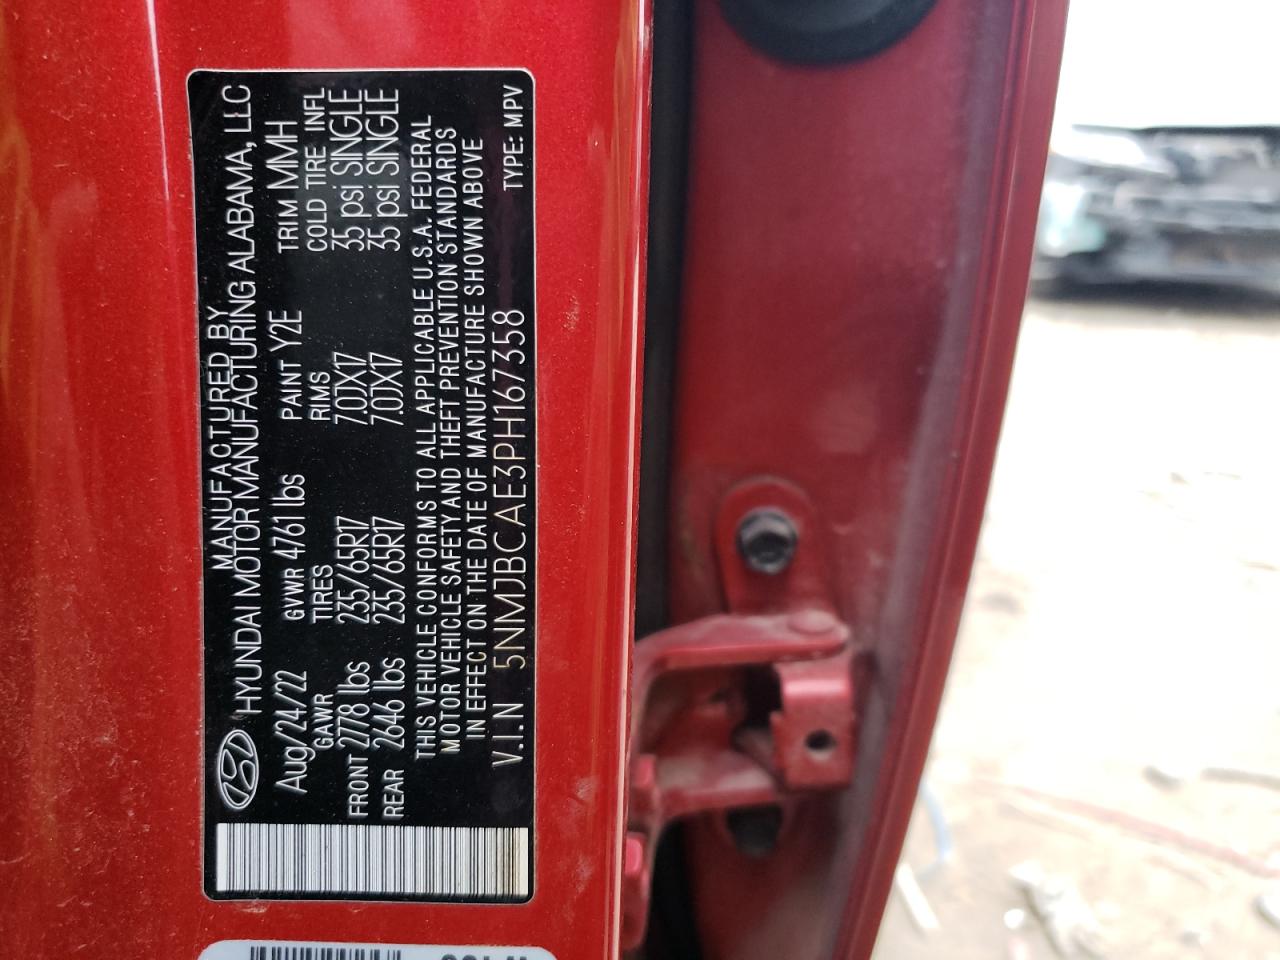 MANUFACTURED BY
HYUNDAI MOTOR MANUFACTURING ALABAMA, LLC
Aug/24/22 GVWR 4761 lbs PAINT Y2E TRIM MMH
GAWR TIRES RIMS COLD TIRE INFL
FRONT 2778 lbs 235/65R17 7.0JX17 35 psi SINGLE
REAR 2646 lbs 235/65R17 7.0JX17 35 psi SINGLE
THIS VEHICLE CONFORMS TO ALL APPLICABLE U.S.A. FEDERAL
MOTOR VEHICLE SAFETY AND THEFT PREVENTION STANDARDS
IN EFFECT ON THE DATE OF MANUFACTURE SHOWN ABOVE
V.I.N 5NMJBCAE3PH167358 TYPE: MPV